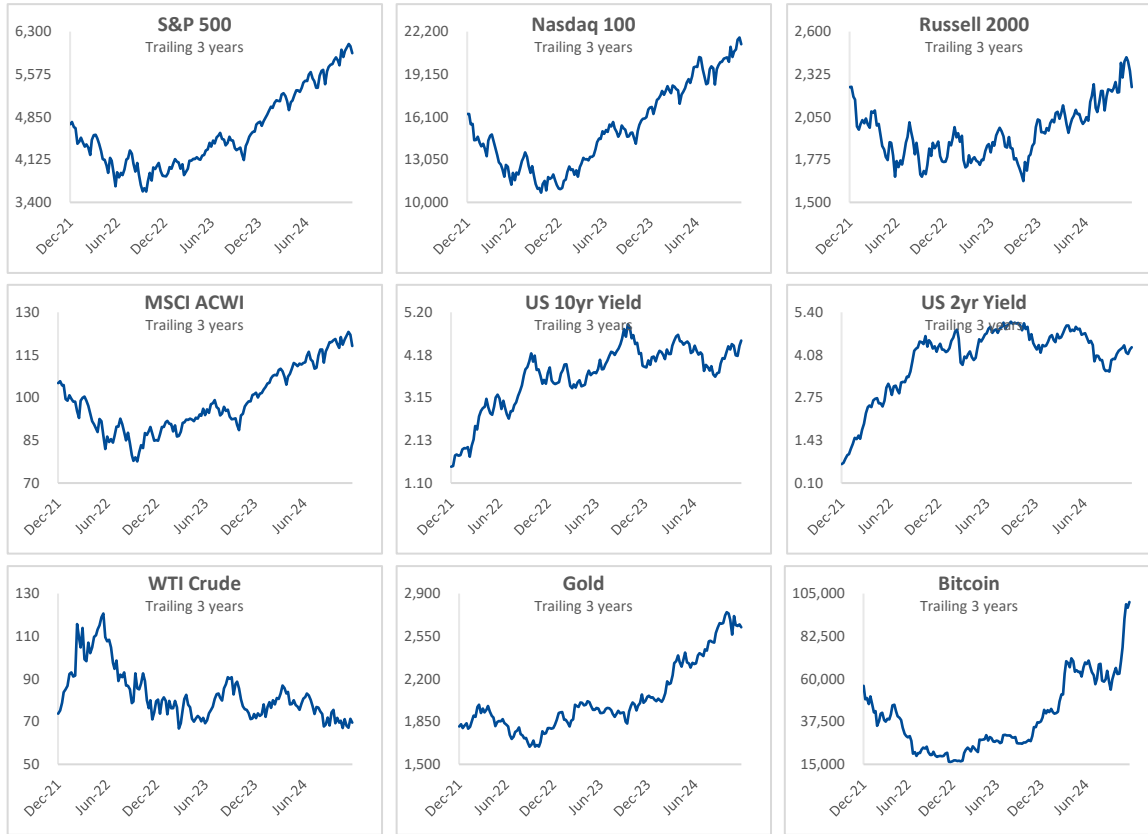 S&P 500
Trailing 3 years
6,300
5,575
4,850
4,125
3,400
Dec-21
Jun-22
Dec-22
Jun-23
Dec-23
Jun-24
Nasdaq 100
Trailing 3 years
22,200
19,150
16,100
13,050
10,000
Dec-21
Jun-22
Dec-22
Jun-23
Dec-23
Jun-24
Russell 2000
Trailing 3 years
2,600
2,325
2,050
1,775
1,500
Dec-21
Jun-22
Dec-22
Jun-23
Dec-23
Jun-24
MSCI ACWI
Trailing 3 years
130
115
100
85
70
Dec-21
Jun-22
Dec-22
Jun-23
Dec-23
Jun-24
US 10yr Yield
Trailing 3 years
5.20
4.18
3.15
2.13
1.10
Dec-21
Jun-22
Dec-22
Jun-23
Dec-23
Jun-24
US 2yr Yield
Trailing 3 years
5.40
4.08
2.75
1.43
0.10
Dec-21
Jun-22
Dec-22
Jun-23
Dec-23
Jun-24
WTI Crude
Trailing 3 years
130
110
90
70
50
Dec-21
Jun-22
Dec-22
Jun-23
Dec-23
Jun-24
Gold
Trailing 3 years
2,900
2,550
2,200
1,850
1,500
Dec-21
Jun-22
Dec-22
Jun-23
Dec-23
Jun-24
Bitcoin
Trailing 3 years
105,000
82,500
60,000
37,500
15,000
Dec-21
Jun-22
Dec-22
Jun-23
Dec-23
Jun-24